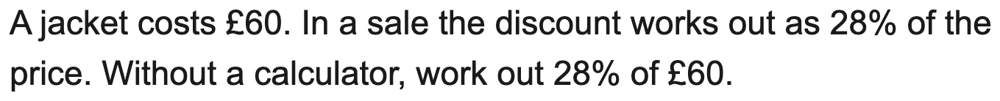 A jacket costs £60. In a sale the discount works out as 28% of the
price. Without a calculator, work out 28% of £60.